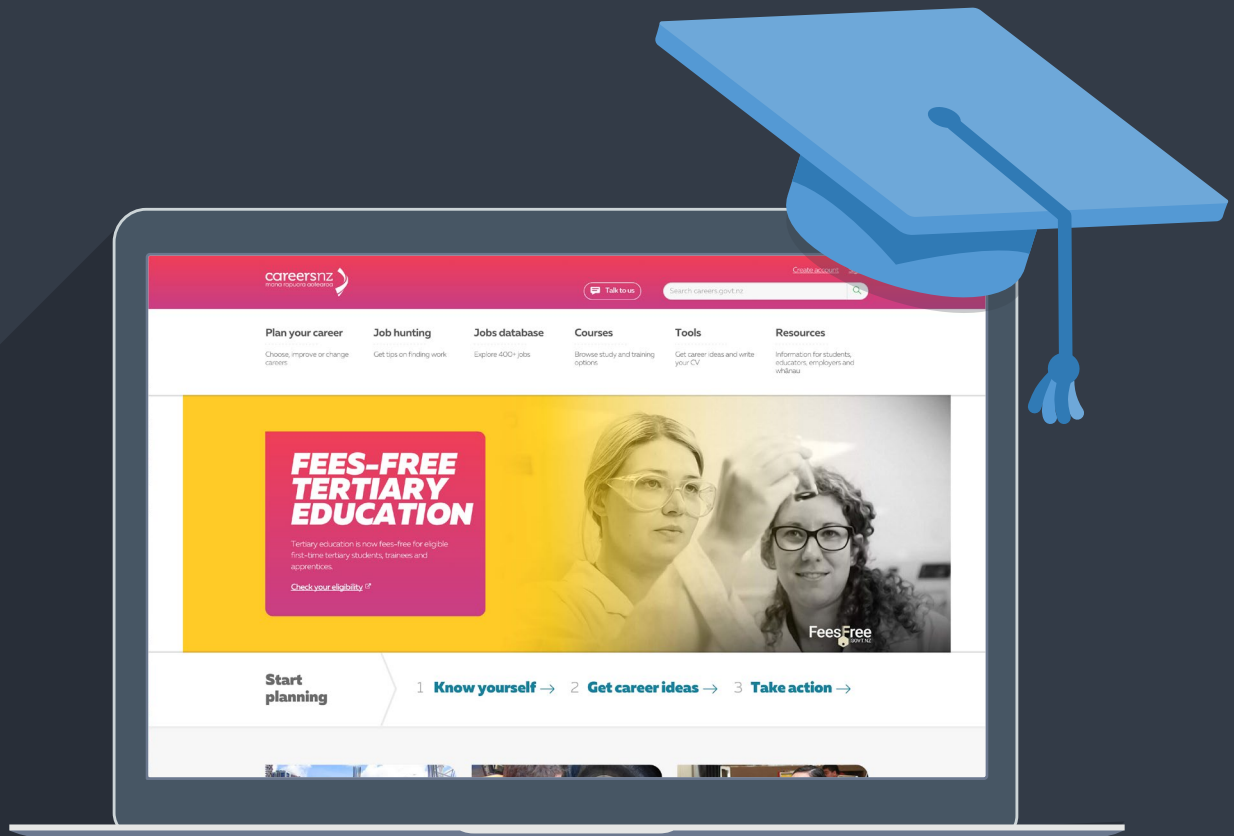 careersnz
mana rapuara aotearoa
Create account
Talk to us
Search careers.govt.nz
Plan your career
Choose, improve or change
careers
Job hunting
Get tips on finding work
Jobs database
Explore 400+ jobs
Courses
Browse study and training
options
Tools
Get career ideas and write
your CV
Resources
Information for students,
educators, employers and
whānau
FEES-FREE
TERTIARY
EDUCATION
Tertiary education is now fees-free for eligible
first-time tertiary students, trainees and
apprentices.
Check your eligibility
FeesFree
GOVT.NZ
Start
planning
1 Know yourself →
2 Get career ideas →
3 Take action →